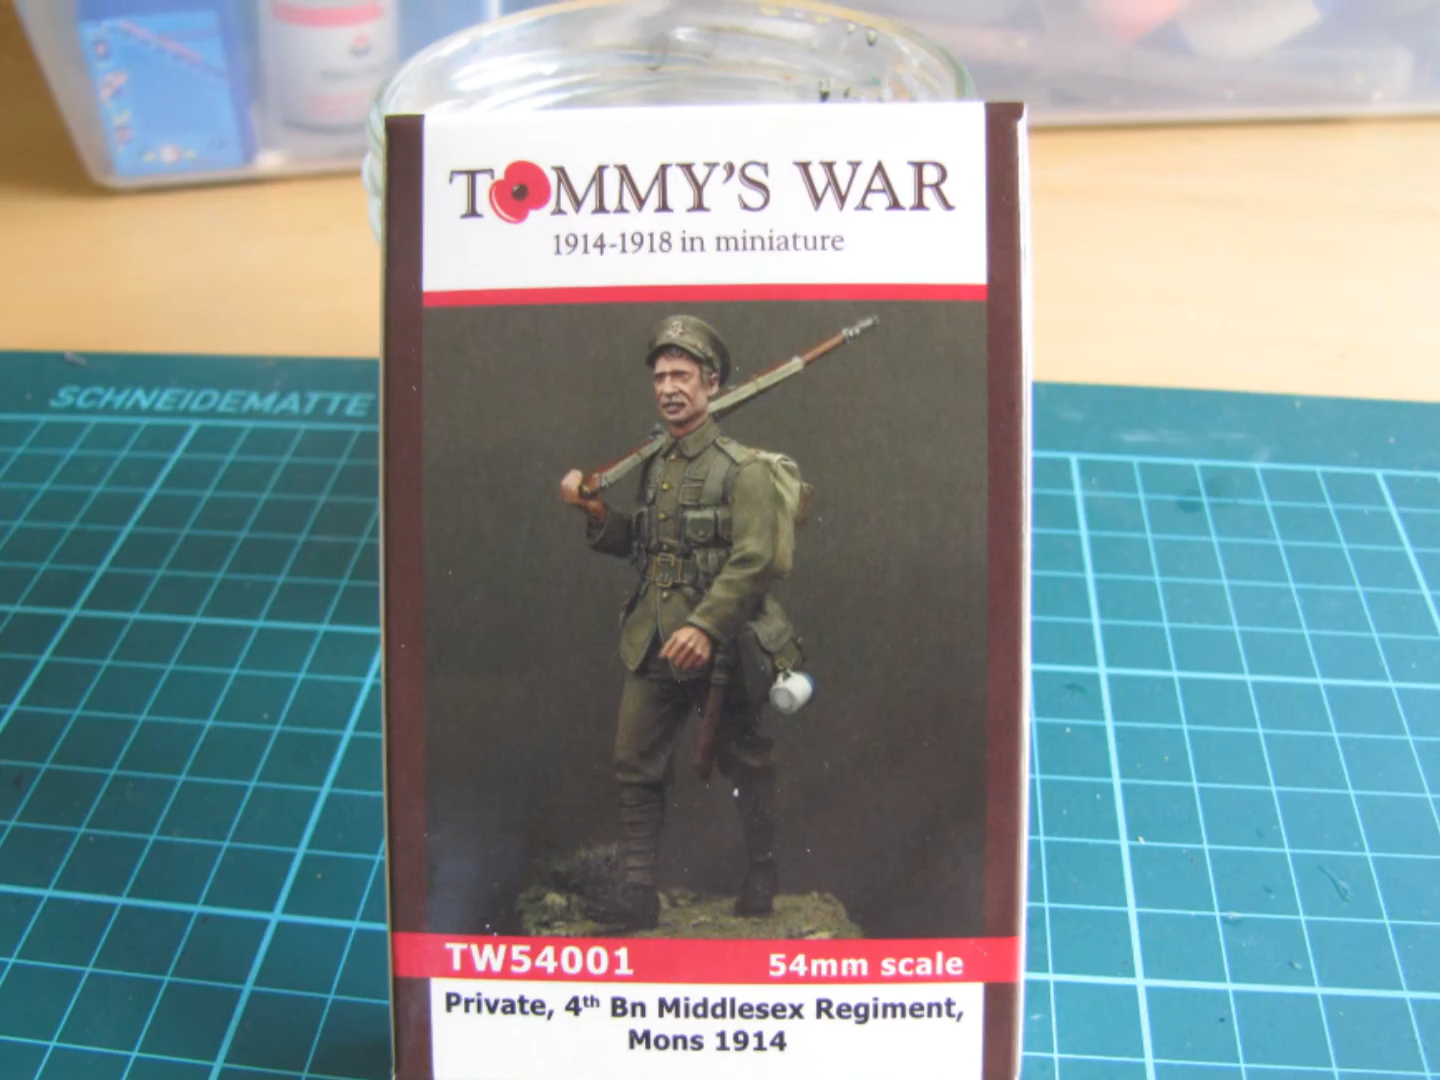 TOMMY'S WAR
1914-1918 in miniature
SCHNEIDEMATTE
TW54001
54mm scale
Private, 4th Bn Middlesex Regiment,
Mons 1914